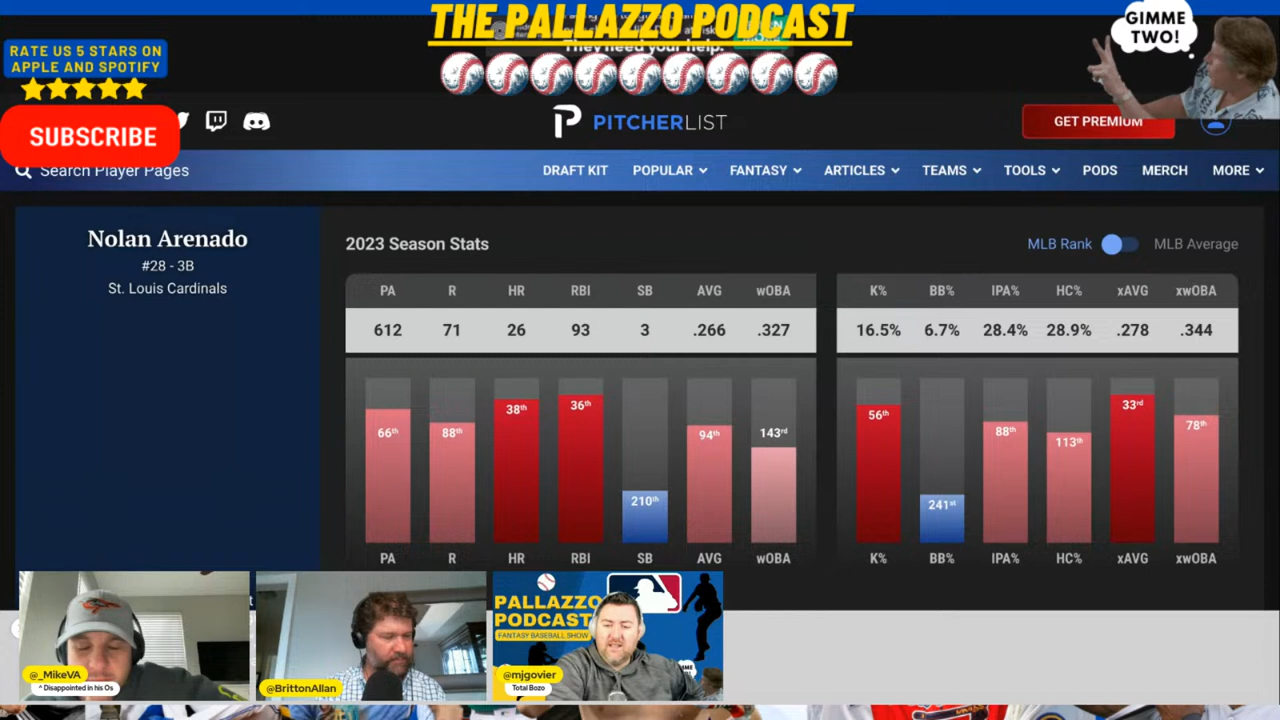 THE PALLAZZO PODCAST
They need your help.
GIMME
TWO!
RATE US 5 STARS ON
APPLE AND SPOTIFY
SUBSCRIBE
PITCHERLIST
GET PREMIUM
Search Player Pages
DRAFT KIT POPULAR FANTASY ARTICLES TEAMS TOOLS PODS MERCH MORE
Nolan Arenado
#28 - 3B
St. Louis Cardinals
2023 Season Stats
MLB Rank MLB Average
PA R HR RBI SB AVG wOBA K% BB% IPA% HC% xAVG xwOBA
612 71 26 93 3 .266 .327 16.5% 6.7% 28.4% 28.9% .278 .344
66th 88th 38th 36th 210th 94th 143rd 56th 241st 88th 113th 33rd 78th
PA R HR RBI SB AVG wOBA K% BB% IPA% HC% xAVG xwOBA
PALLAZZO
PODCAST
FANTASY BASEBALL SHOW
@_MikeVA
^ Disappointed in his Os
@BrittonAllan
@mjgovier
Total Bozo